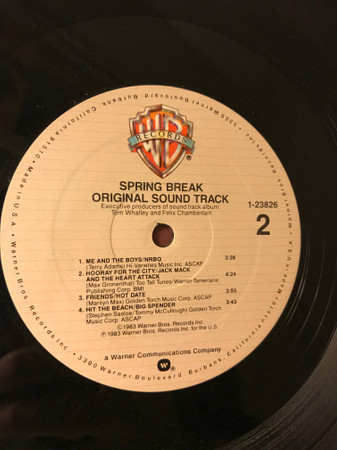 WB
RECORDS
®
SPRING BREAK
ORIGINAL SOUND TRACK
Executive producers of sound track album:
Tom Whalley and Felix Chamberlain
1-23826
2
1. ME AND THE BOYS/NRBQ 3:28
(Terry Adams) Hi-Varieties Music Inc. ASCAP
2. HOORAY FOR THE CITY/JACK MACK
AND THE HEART ATTACK 4:24
(Max Gronenthal) Too Tell Tunes/Warner-Tamerlane
Publishing Corp. BMI
3. FRIENDS/HOT DATE 3:03
(Marilyn Max) Golden Torch Music Corp. ASCAP
4. HIT THE BEACH/BIG SPENDER 3:43
(Stephen Sasloe/Tommy McCullough) Golden Torch
Music Corp. ASCAP
©1983 Warner Bros. Records Inc.
℗1983 Warner Bros. Records Inc. for the U.S.
a Warner Communications Company
3300 Warner Boulevard, Burbank, California
Made in U.S.A.
Warner Bros. Records Inc.